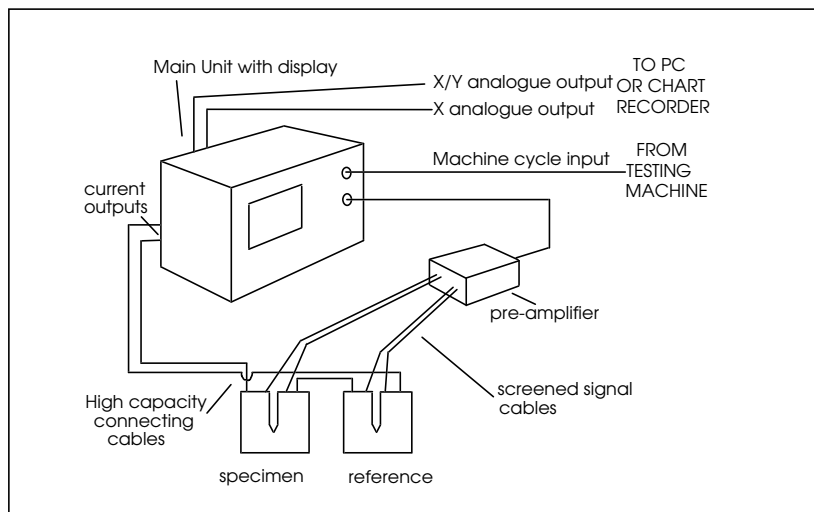 Main Unit with display
X/Y analogue output
TO PC
OR CHART
RECORDER
X analogue output
Machine cycle input
FROM
TESTING
MACHINE
current
outputs
pre-amplifier
High capacity
connecting
cables
screened signal
cables
specimen
reference